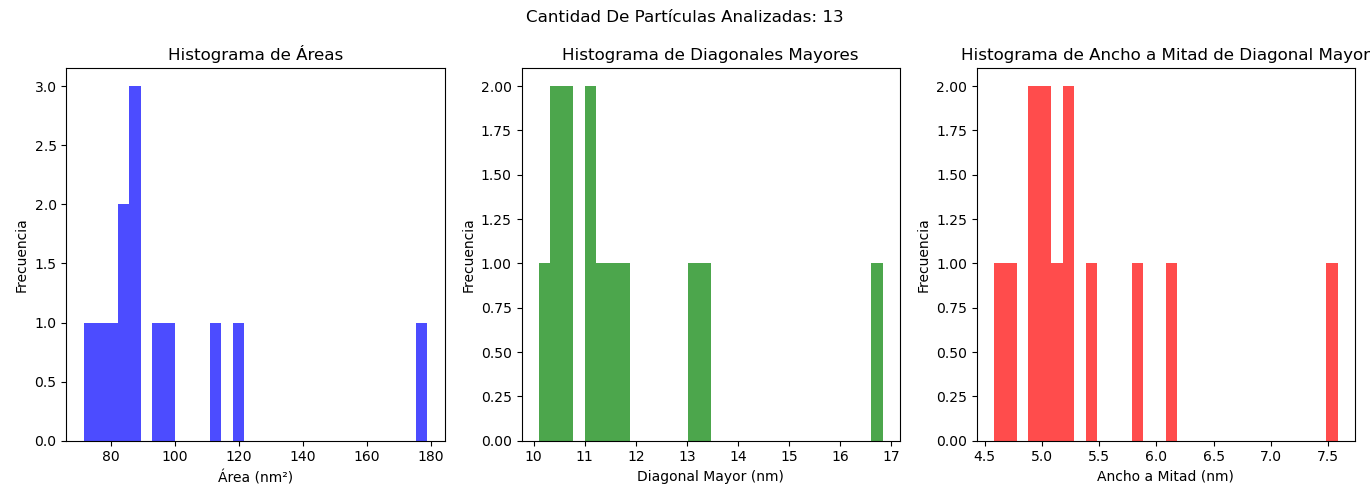 Cantidad De Partículas Analizadas: 13
Histograma de Áreas
3.0
2.5
2.0
1.5
1.0
0.5
0.0
Frecuencia
80 100 120 140 160 180
Área (nm²)
Histograma de Diagonales Mayores
2.00
1.75
1.50
1.25
1.00
0.75
0.50
0.25
0.00
Frecuencia
10 11 12 13 14 15 16 17
Diagonal Mayor (nm)
Histograma de Ancho a Mitad de Diagonal Mayor
2.00
1.75
1.50
1.25
1.00
0.75
0.50
0.25
0.00
Frecuencia
4.5 5.0 5.5 6.0 6.5 7.0 7.5
Ancho a Mitad (nm)